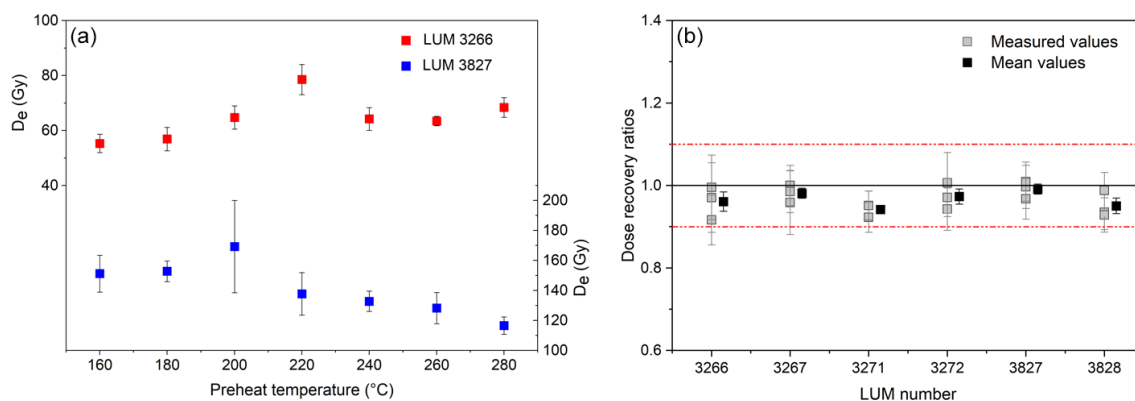 (a)
LUM 3266
LUM 3827
Dₑ (Gy)
100
80
60
40
200
180
160
140
120
100
Dₑ (Gy)
160 180 200 220 240 260 280
Preheat temperature (°C)
(b)
Measured values
Mean values
Dose recovery ratios
1.4
1.2
1.0
0.8
0.6
3266 3267 3271 3272 3827 3828
LUM number